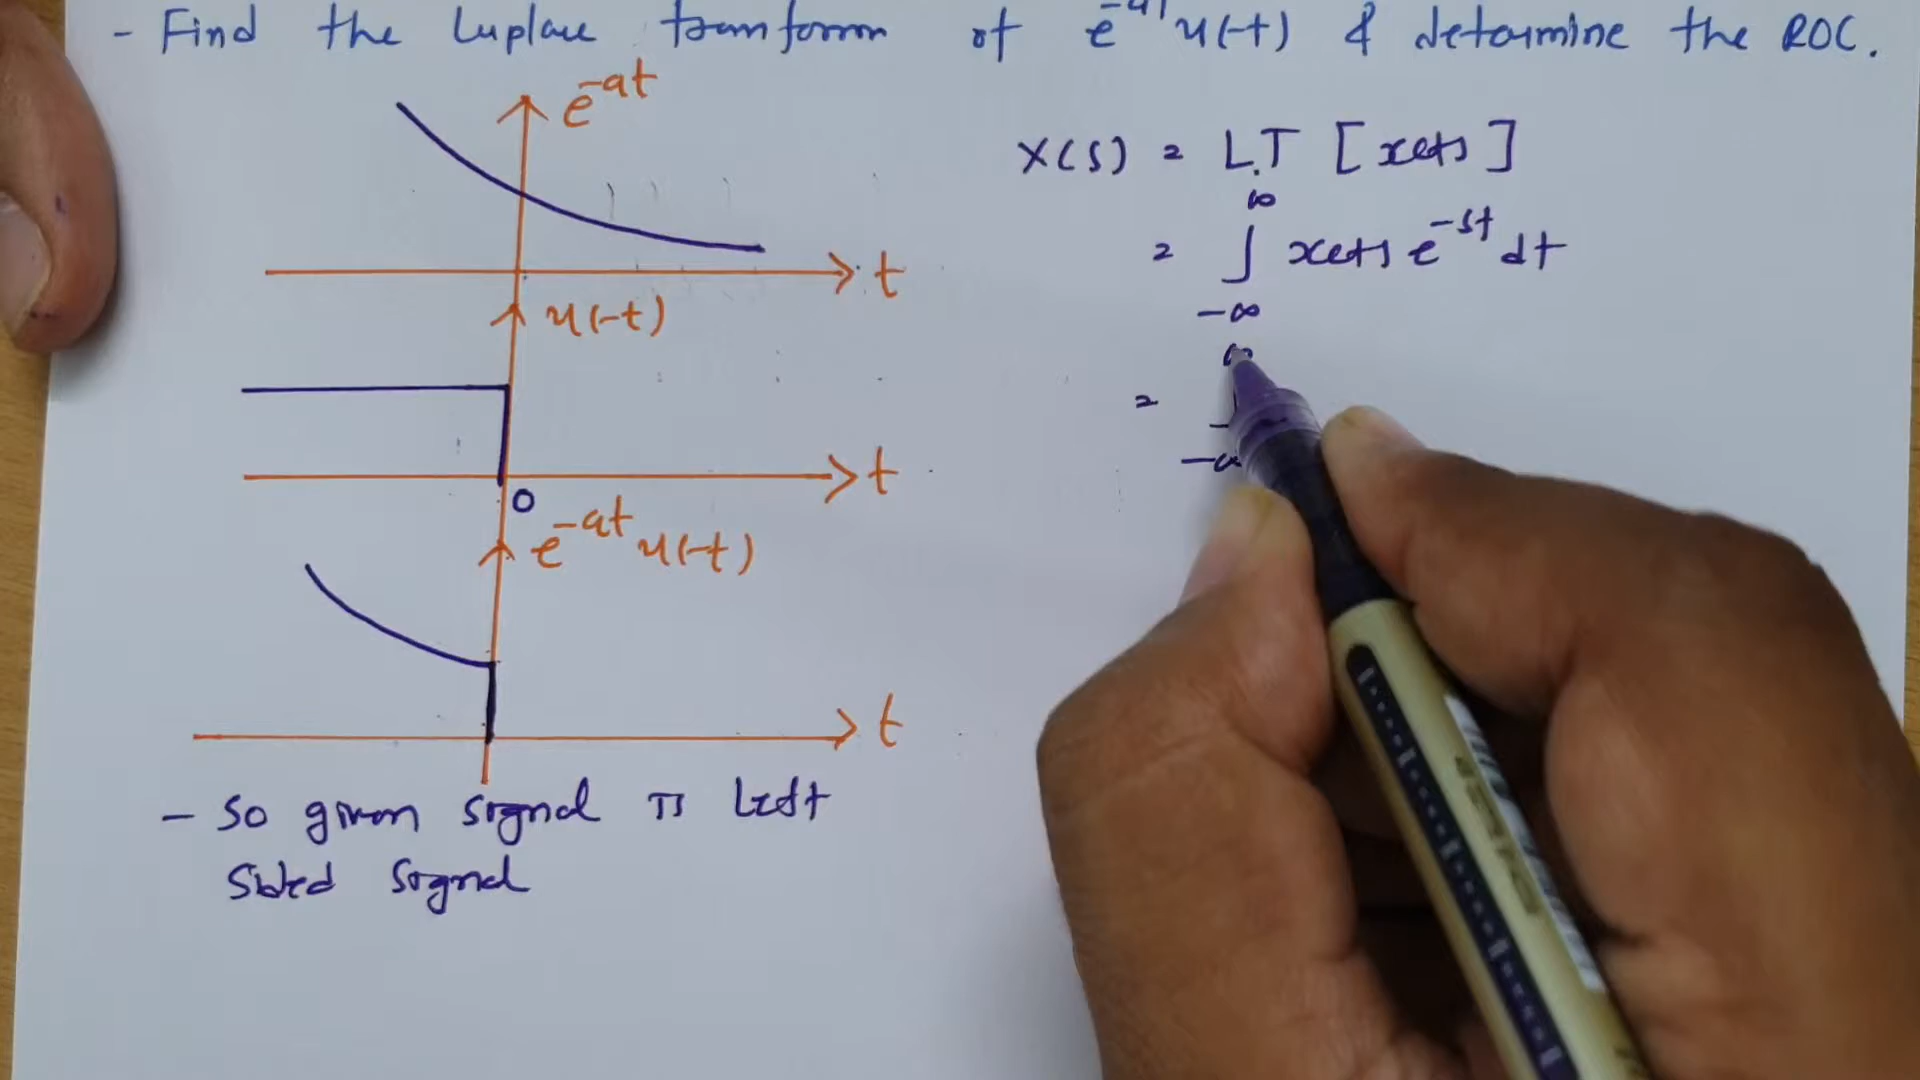 - Find the Laplace transform of e^-at u(-t) & determine the ROC.
e^-at
t
u(-t)
t
0
e^-at u(-t)
t
- So given signal is Left
Sided Signal
X(S) = L.T [x(t)]
= ∫ x(t) e^-st dt
∞
-∞
=
∞